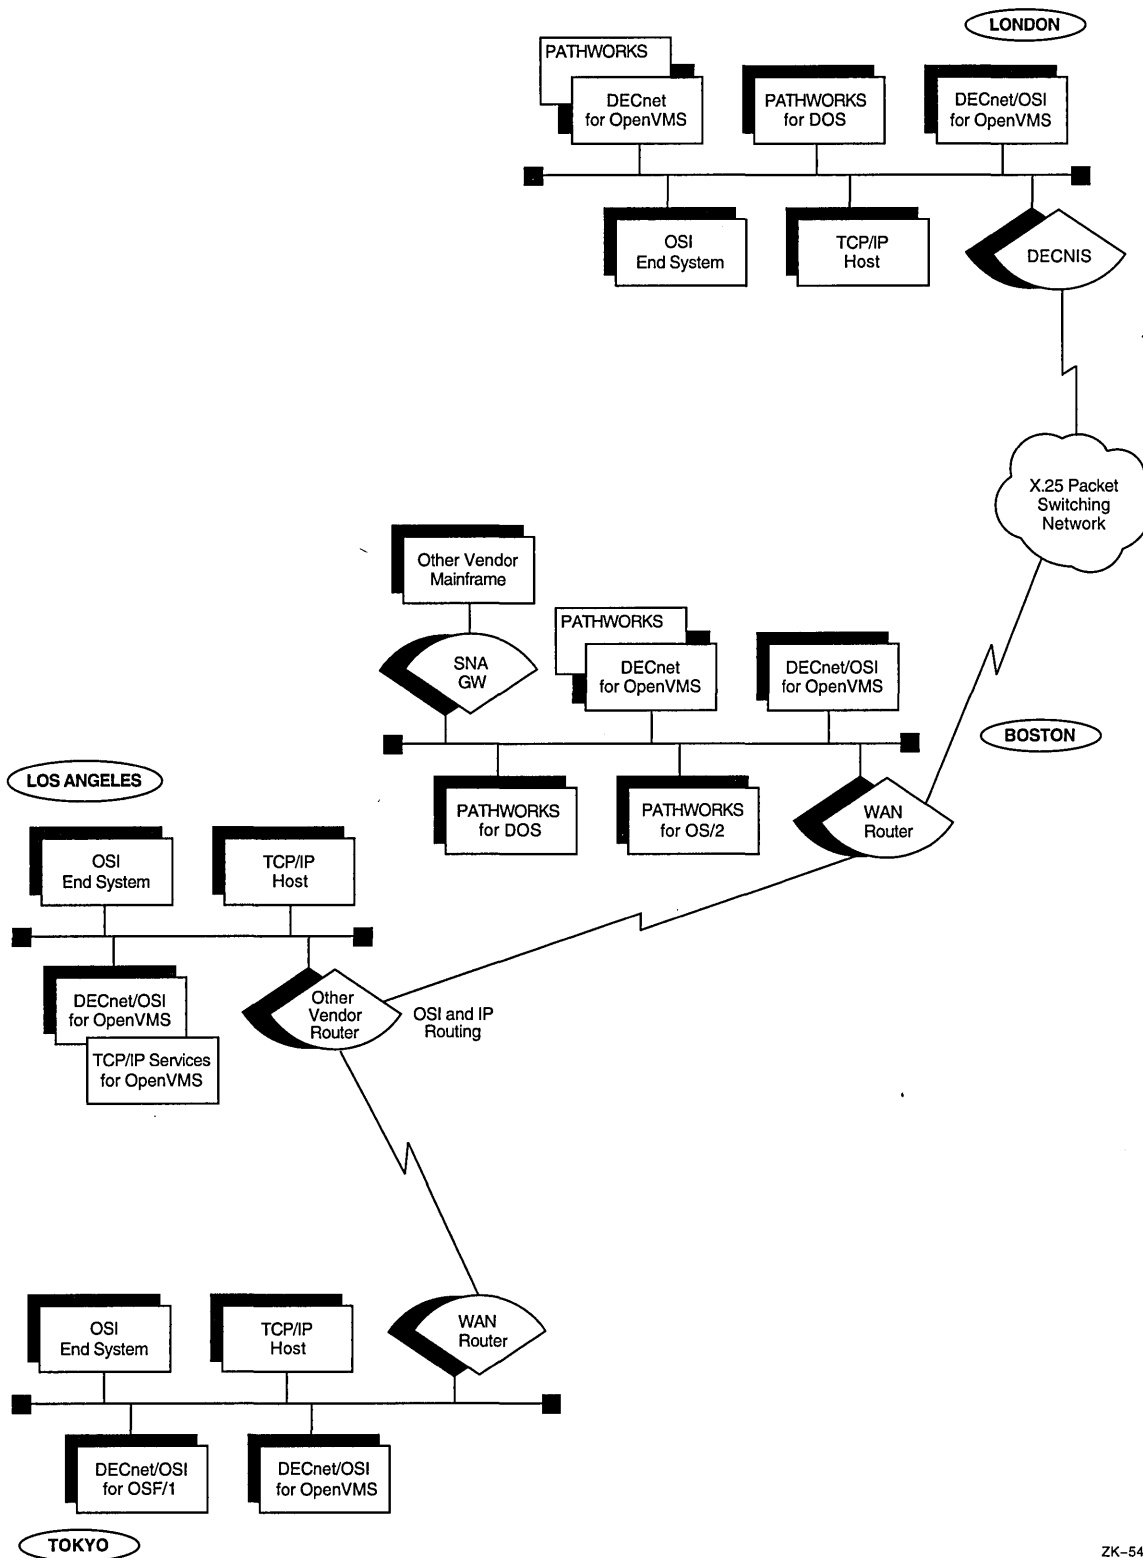 LONDON
PATHWORKS
DECnet
for OpenVMS
PATHWORKS
for DOS
DECnet/OSI
for OpenVMS
OSI
End System
TCP/IP
Host
DECNIS
X.25 Packet
Switching
Network
Other Vendor
Mainframe
SNA
GW
PATHWORKS
DECnet
for OpenVMS
DECnet/OSI
for OpenVMS
BOSTON
PATHWORKS
for DOS
PATHWORKS
for OS/2
WAN
Router
LOS ANGELES
OSI
End System
TCP/IP
Host
DECnet/OSI
for OpenVMS
TCP/IP Services
for OpenVMS
Other
Vendor
Router
OSI and IP
Routing
OSI
End System
TCP/IP
Host
WAN
Router
DECnet/OSI
for OSF/1
DECnet/OSI
for OpenVMS
TOKYO
ZK-54